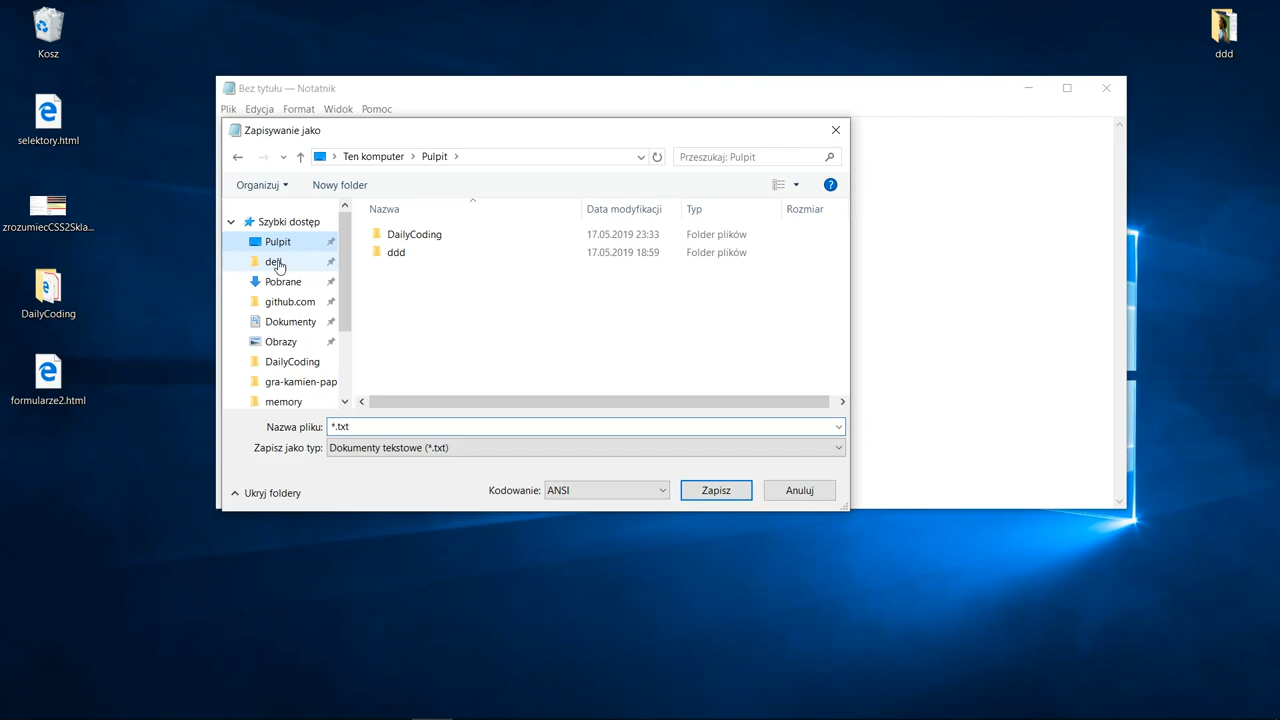 Kosz
ddd
selektory.html
zrozumiecCSS2Skla...
DailyCoding
formularze2.html
Bez tytułu — Notatnik
Plik Edycja Format Widok Pomoc
Zapisywanie jako
Ten komputer Pulpit
Przeszukaj: Pulpit
Organizuj Nowy folder
Szybki dostęp
Pulpit
dell
Pobrane
github.com
Dokumenty
Obrazy
DailyCoding
gra-kamien-pap
memory
Nazwa Data modyfikacji Typ Rozmiar
DailyCoding 17.05.2019 23:33 Folder plików
ddd 17.05.2019 18:59 Folder plików
Nazwa pliku: *.txt
Zapisz jako typ: Dokumenty tekstowe (*.txt)
Ukryj foldery
Kodowanie: ANSI
Zapisz Anuluj